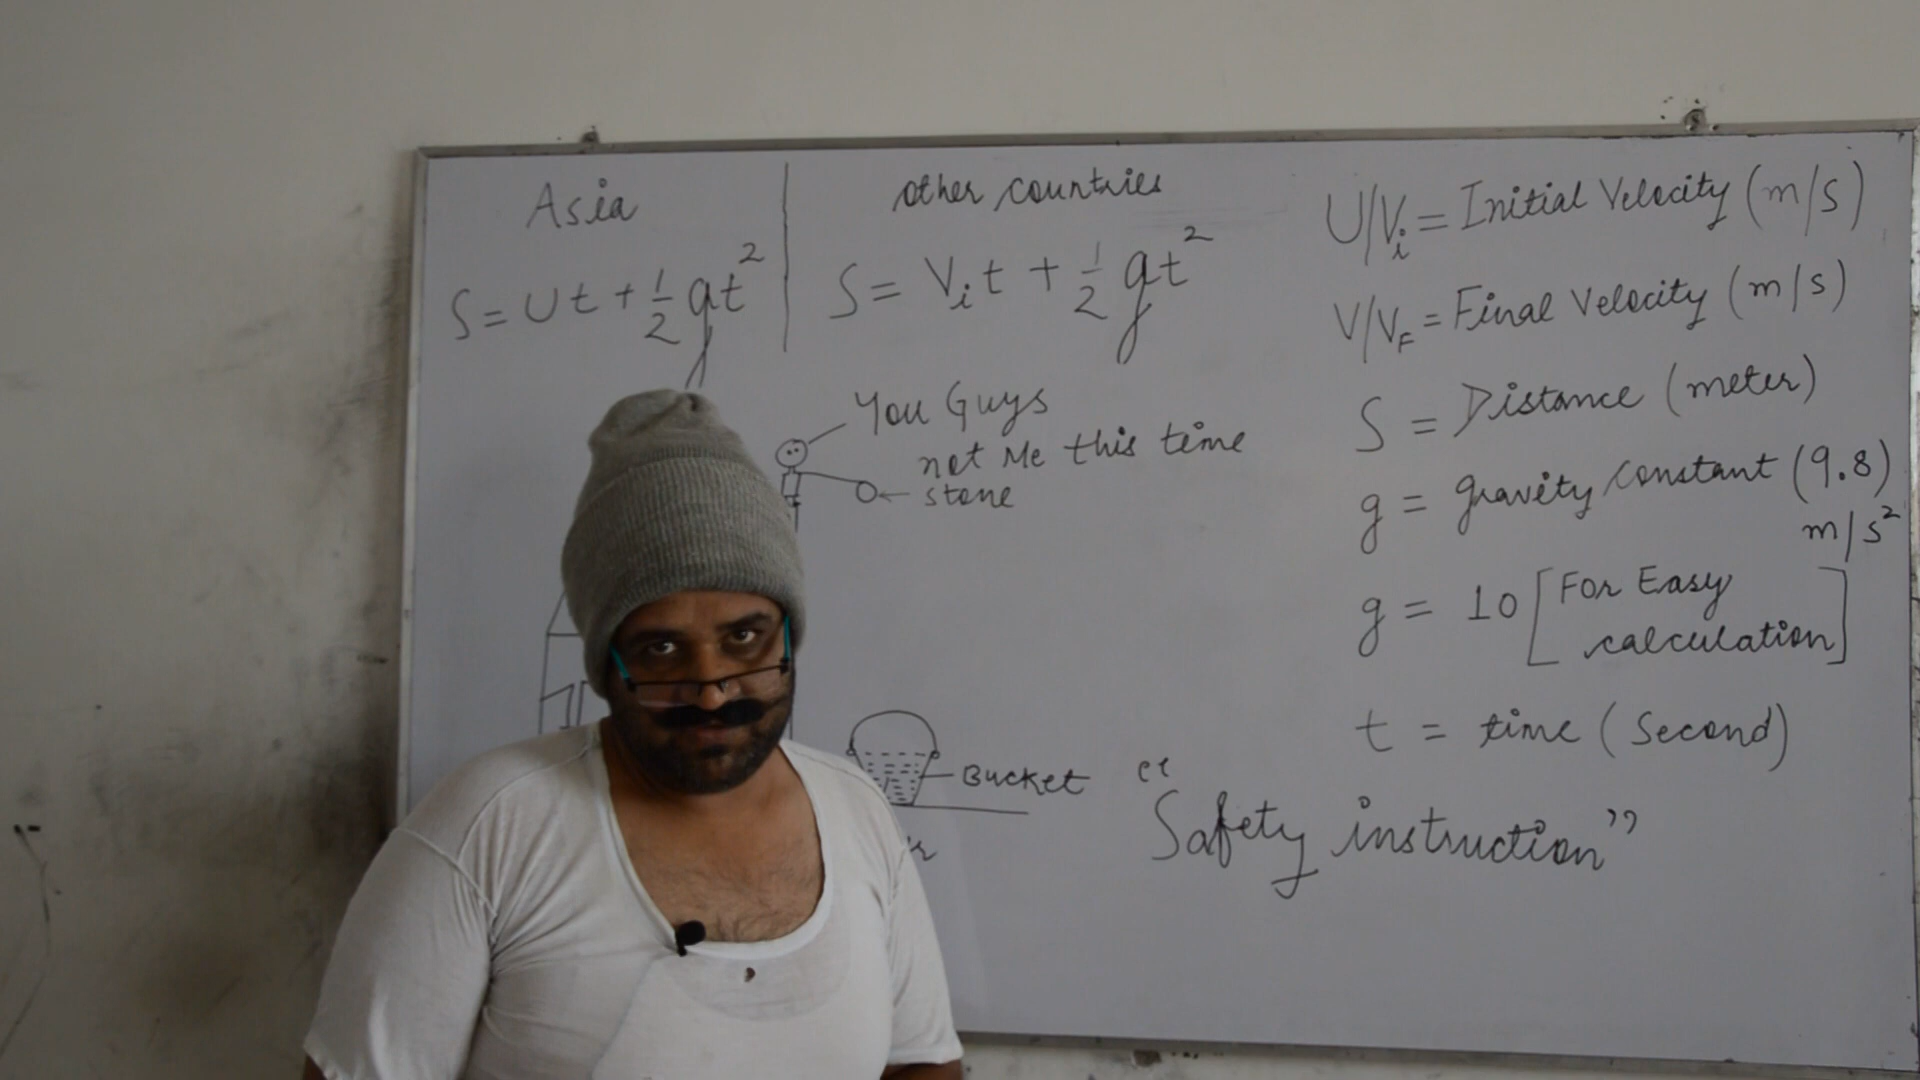 Asia
S = Ut + 1/2 gt²
other countries
S = Vᵢt + 1/2 gt²
You Guys
not Me this time
stone
Bucket
U/Vᵢ = Initial Velocity (m/s)
V/V_F = Final Velocity (m/s)
S = Distance (meter)
g = gravity constant (9.8)
m/s²
g = 10 [For Easy
calculation]
t = time (Second)
"Safety instruction"